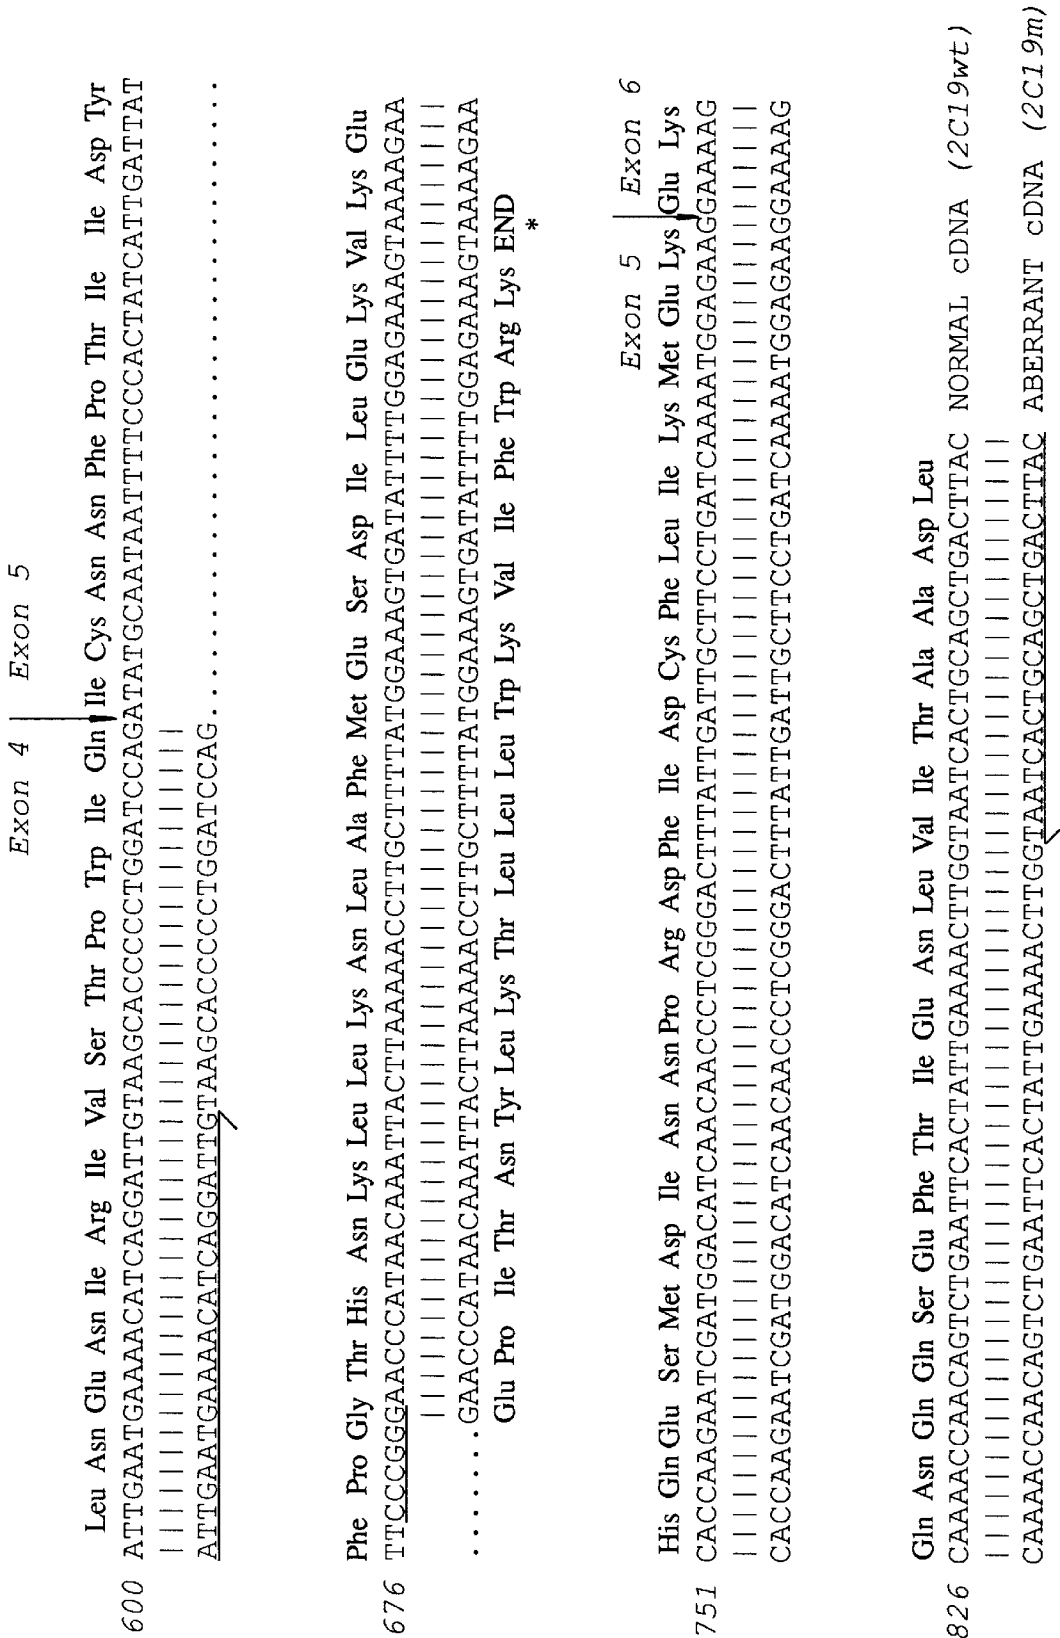 Exon 4 Exon 5
Leu Asn Glu Asn Ile Arg Ile Val Ser Thr Pro Trp Ile Gln Ile Cys Asn Asn Phe Pro Thr Ile Ile Asp Tyr
600 ATTGAATGAAAACATCAGGATTGTAAGCACCCCCTGGATCCAGATATGCAATAATTTTCCCACTATCATTGATTAT
ATTGAATGAAAACATCAGGATTGTAAGCACCCCCTGGATCCAG.................................
Phe Pro Gly Thr His Asn Lys Leu Leu Lys Asn Leu Ala Phe Met Glu Ser Asp Ile Leu Glu Lys Val Lys Glu
676 TTCCCGGGAACCCATAACAAATTACTTAAAAACCTTGCTTTTATGGAAAGTGATATTTTGGAGAAAGTAAAAGAA
.......GAACCCATAACAAATTACTTAAAAACCTTGCTTTTATGGAAAGTGATATTTTGGAGAAAGTAAAAGAA
Glu Pro Ile Thr Asn Tyr Leu Lys Thr Leu Leu Leu Trp Lys Val Ile Phe Trp Arg Lys END
*
Exon 5 Exon 6
His Gln Glu Ser Met Asp Ile Asn Asn Pro Arg Asp Phe Ile Asp Cys Phe Leu Ile Lys Met Glu Lys Glu Lys
751 CACCAAGAATCGATGGACATCAACAACCCTCGGGACTTTATTGATTGCTTCCTGATCAAAATGGAGAAGGAAAAG
CACCAAGAATCGATGGACATCAACAACCCTCGGGACTTTATTGATTGCTTCCTGATCAAAATGGAGAAGGAAAAG
Gln Asn Gln Gln Ser Glu Phe Thr Ile Glu Asn Leu Val Ile Thr Ala Ala Asp Leu
826 CAAAACCAACAGTCTGAATTCACTATTGAAAACTTGGTAATCACTGCAGCTGACTTAC NORMAL cDNA (2C19wt)
CAAAACCAACAGTCTGAATTCACTATTGAAAACTTGGTAATCACTGCAGCTGACTTAC ABERRANT cDNA (2C19m)